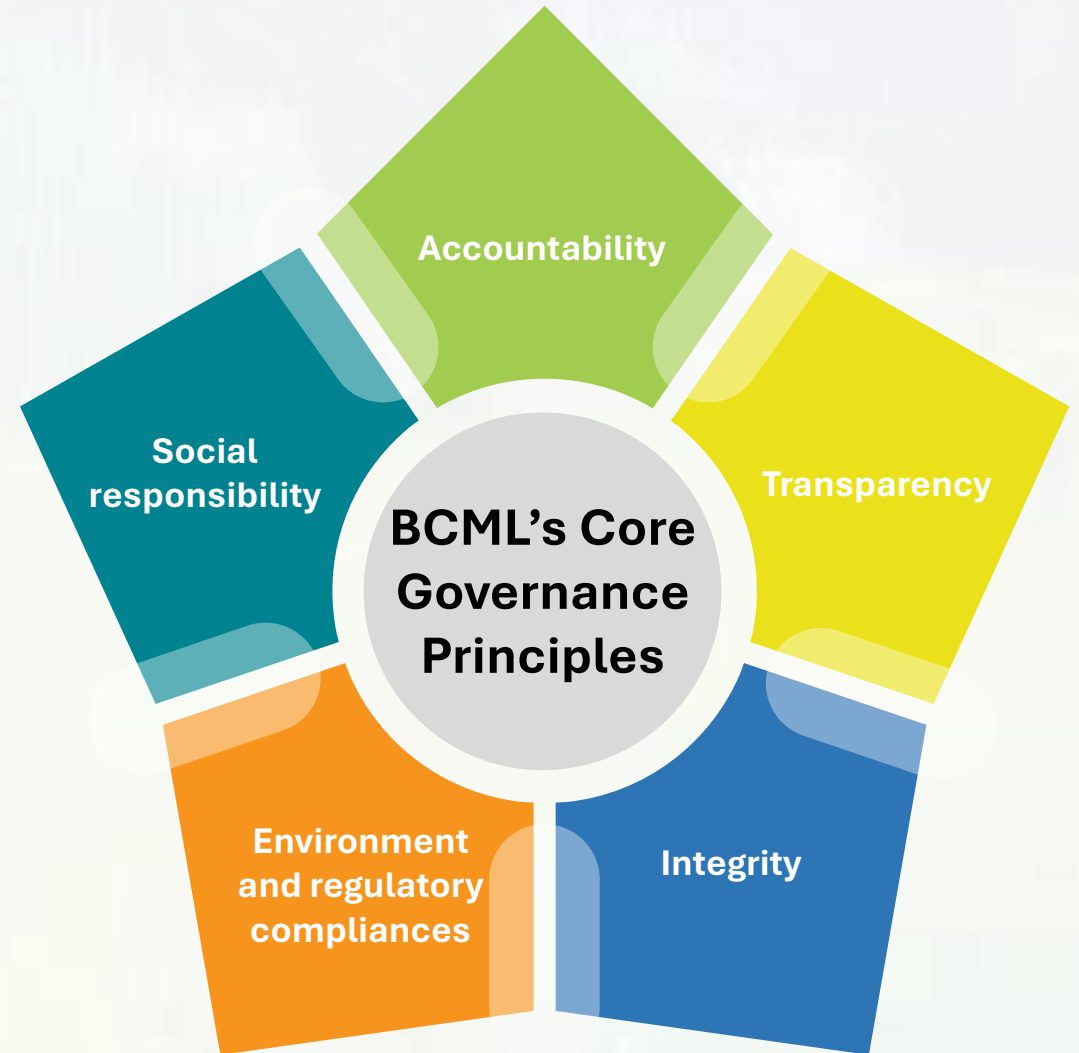 Accountability
Transparency
Integrity
Environment
and regulatory
compliances
Social
responsibility
BCML’s Core
Governance
Principles